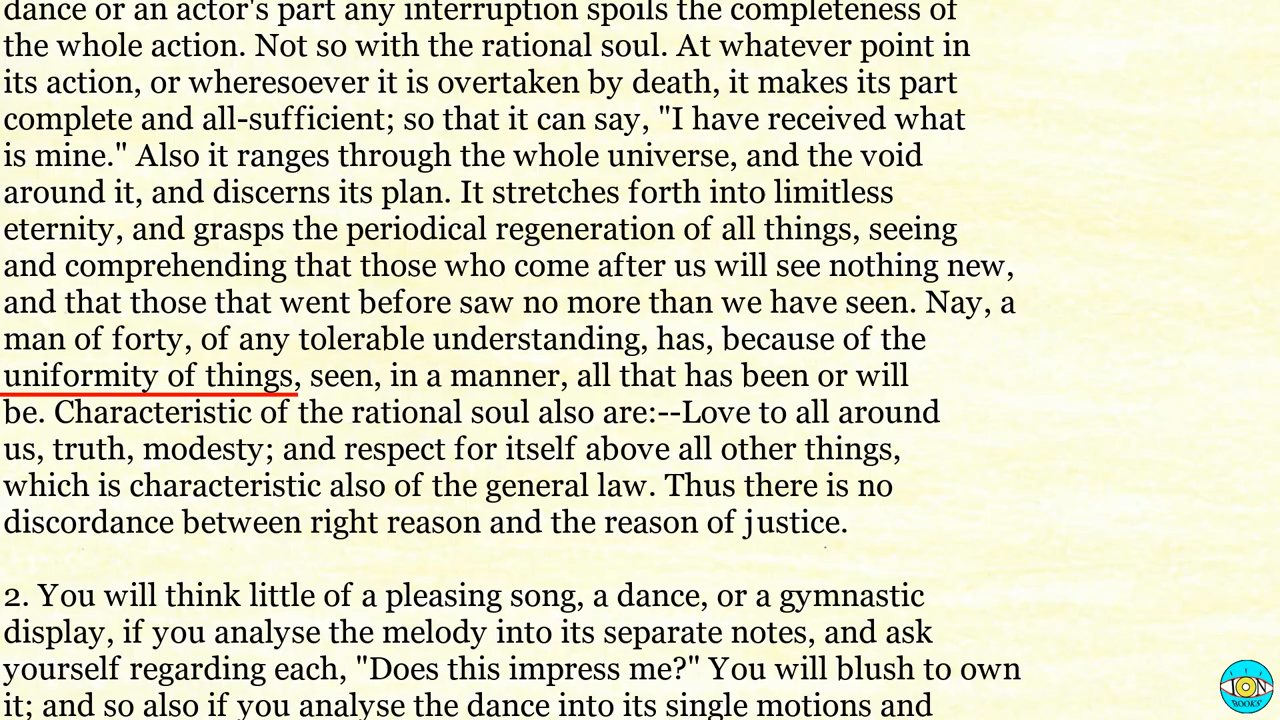 dance or an actor's part any interruption spoils the completeness of
the whole action. Not so with the rational soul. At whatever point in
its action, or wheresoever it is overtaken by death, it makes its part
complete and all-sufficient; so that it can say, "I have received what
is mine." Also it ranges through the whole universe, and the void
around it, and discerns its plan. It stretches forth into limitless
eternity, and grasps the periodical regeneration of all things, seeing
and comprehending that those who come after us will see nothing new,
and that those that went before saw no more than we have seen. Nay, a
man of forty, of any tolerable understanding, has, because of the
uniformity of things, seen, in a manner, all that has been or will
be. Characteristic of the rational soul also are:--Love to all around
us, truth, modesty; and respect for itself above all other things,
which is characteristic also of the general law. Thus there is no
discordance between right reason and the reason of justice.
2. You will think little of a pleasing song, a dance, or a gymnastic
display, if you analyse the melody into its separate notes, and ask
yourself regarding each, "Does this impress me?" You will blush to own
it; and so also if you analyse the dance into its single motions and
ION
BOOKS